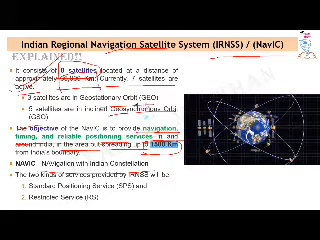 Indian Regional Navigation Satellite System (IRNSS) / (NavIC)
EXPLAINED!!
It consists of 8 satellites located at a distance of
approximately Km. Currently, 7 satellites are
active.
3 satellites are in Geostationary Orbit (GEO)
5 satellites are in inclined Geosynchronous Orbit
(GSO)
The objective of the NavIC is to provide navigation,
timing, and reliable positioning services in and
around India, in the area but spreading up to 1500 Km
from India's boundary.
NAVIC - NAvigation with Indian Constellation
The two kinds of services provided by IRNSS will be
1. Standard Positioning Service (SPS) and
2. Restricted Service (RS)